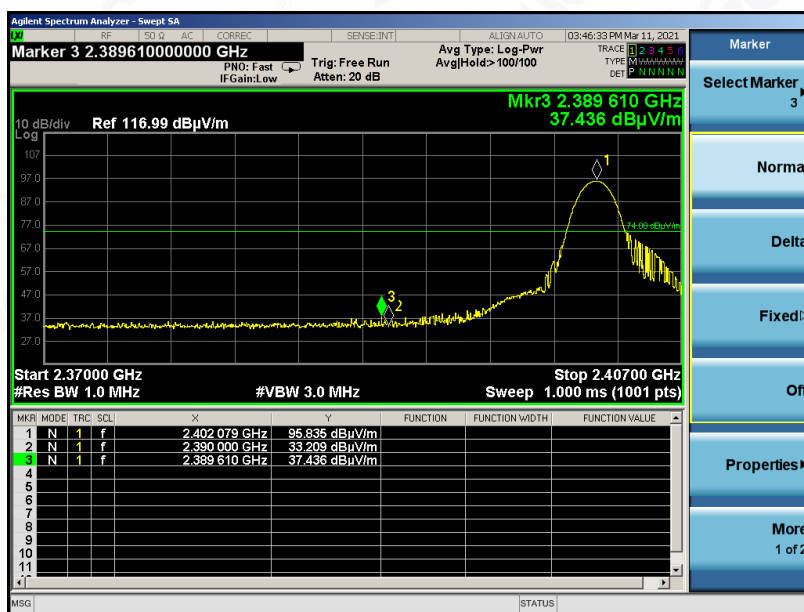 Agilent Spectrum Analyzer - Swept SA
LXI RF 50 Ω AC CORREC SENSE:INT ALIGN AUTO 03:46:33 PM Mar 11, 2021
Marker 3 2.389610000000 GHz
PNO: Fast
IFGain:Low
Trig: Free Run
Atten: 20 dB
Avg Type: Log-Pwr
Avg|Hold:>100/100
TRACE 1 2 3 4 5 6
TYPE M WWWWW
DET P N N N N N
Mkr3 2.389 610 GHz
37.436 dBµV/m
10 dB/div Ref 116.99 dBµV/m
Log
107
97.0
87.0
77.0
67.0
57.0
47.0
37.0
27.0
1
74.00 dBµV/m
3
2
Start 2.37000 GHz Stop 2.40700 GHz
#Res BW 1.0 MHz #VBW 3.0 MHz Sweep 1.000 ms (1001 pts)
MKR MODE TRC SCL X Y FUNCTION FUNCTION WIDTH FUNCTION VALUE
1 N 1 f 2.402 079 GHz 95.835 dBµV/m
2 N 1 f 2.390 000 GHz 33.209 dBµV/m
3 N 1 f 2.389 610 GHz 37.436 dBµV/m
4
5
6
7
8
9
10
11
MSG STATUS
Marker
Select Marker
3
Norma
Delta
Fixed
Of
Properties
More
1 of 2